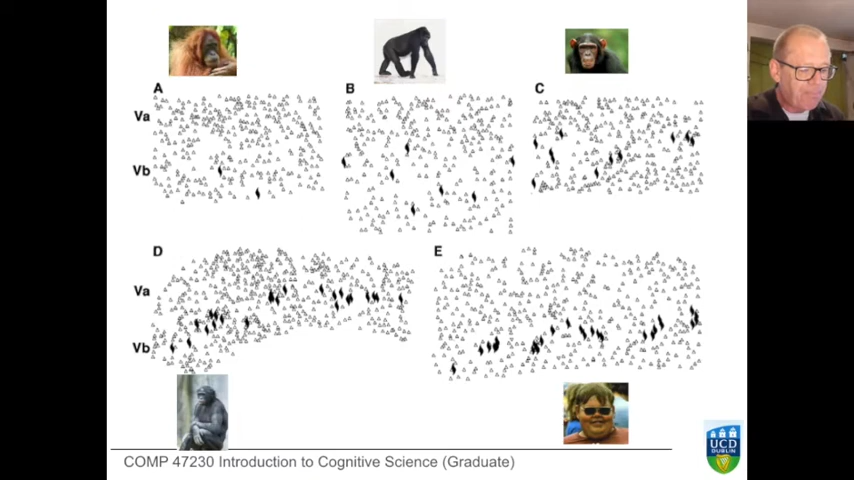 A
B
C
Va
Vb
D
E
Va
Vb
COMP 47230 Introduction to Cognitive Science (Graduate)
UCD
DUBLIN